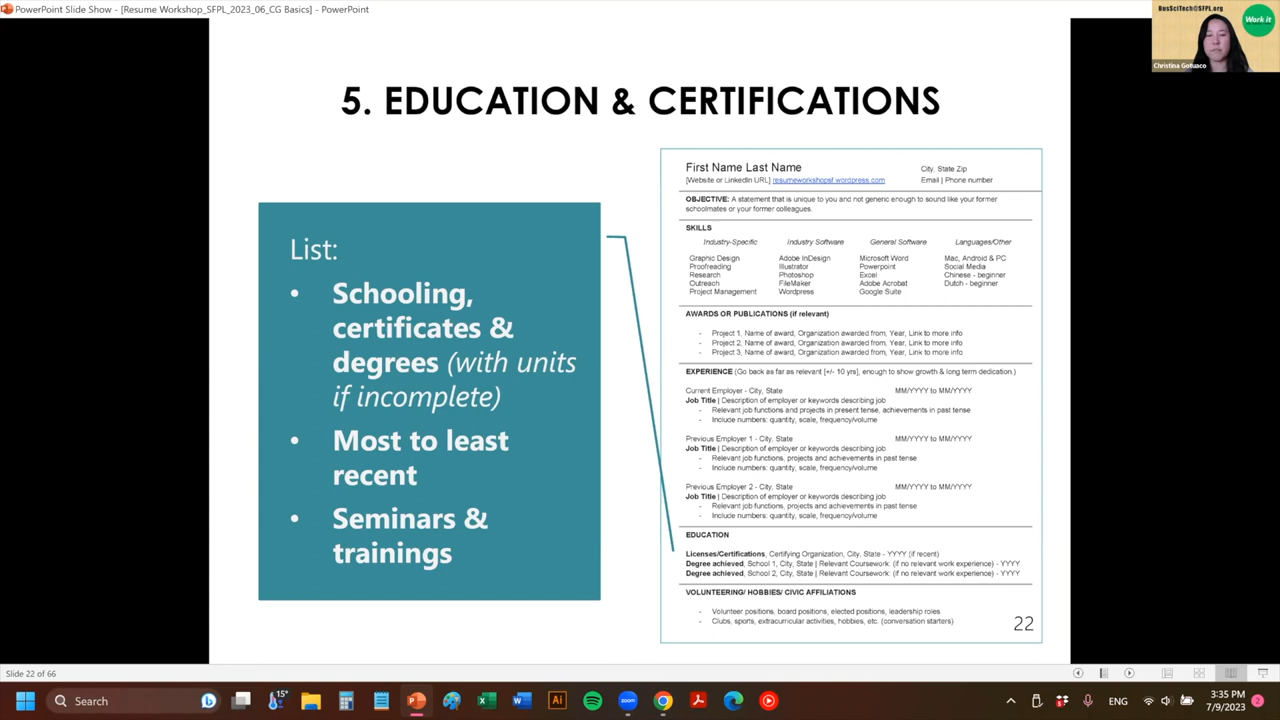 PowerPoint Slide Show - [Resume Workshop_SFPL_2023_06_CG Basics] - PowerPoint
BusSciTech@SFPL.org
Work it
Christina Gotuaco
5. EDUCATION & CERTIFICATIONS
List:
• Schooling,
certificates &
degrees (with units
if incomplete)
• Most to least
recent
• Seminars &
trainings
First Name Last Name
City, State Zip
[Website or LinkedIn URL] resumeworkshopsf.wordpress.com
Email | Phone number
OBJECTIVE: A statement that is unique to you and not generic enough to sound like your former
schoolmates or your former colleagues.
SKILLS
Industry-Specific Industry Software General Software Languages/Other
Graphic Design Adobe InDesign Microsoft Word Mac, Android & PC
Proofreading Illustrator Powerpoint Social Media
Research Photoshop Excel Chinese - beginner
Outreach FileMaker Adobe Acrobat Dutch - beginner
Project Management Wordpress Google Suite
AWARDS OR PUBLICATIONS (if relevant)
- Project 1, Name of award, Organization awarded from, Year, Link to more info
- Project 2, Name of award, Organization awarded from, Year, Link to more info
- Project 3, Name of award, Organization awarded from, Year, Link to more info
EXPERIENCE (Go back as far as relevant [+/- 10 yrs], enough to show growth & long term dedication.)
Current Employer - City, State MM/YYYY to MM/YYYY
Job Title | Description of employer or keywords describing job
- Relevant job functions and projects in present tense, achievements in past tense
- Include numbers: quantity, scale, frequency/volume
Previous Employer 1 - City, State MM/YYYY to MM/YYYY
Job Title | Description of employer or keywords describing job
- Relevant job functions, projects and achievements in past tense
- Include numbers: quantity, scale, frequency/volume
Previous Employer 2 - City, State MM/YYYY to MM/YYYY
Job Title | Description of employer or keywords describing job
- Relevant job functions, projects and achievements in past tense
- Include numbers: quantity, scale, frequency/volume
EDUCATION
Licenses/Certifications, Certifying Organization, City, State - YYYY (if recent)
Degree achieved, School 1, City, State | Relevant Coursework: (if no relevant work experience) - YYYY
Degree achieved, School 2, City, State | Relevant Coursework: (if no relevant work experience) - YYYY
VOLUNTEERING/ HOBBIES/ CIVIC AFFILIATIONS
- Volunteer positions, board positions, elected positions, leadership roles
- Clubs, sports, extracurricular activities, hobbies, etc. (conversation starters)
22
Slide 22 of 66
Search
15°
Ai
zoom
ENG
3:35 PM
7/9/2023
2